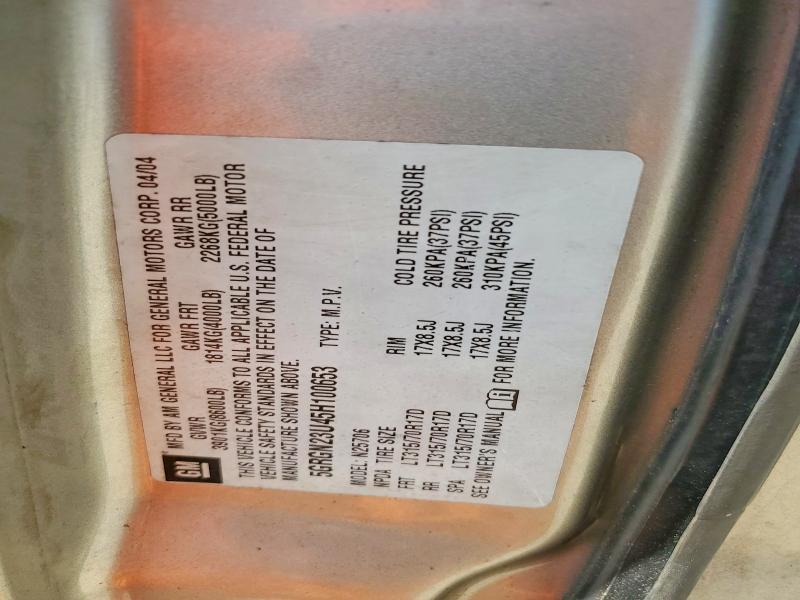 GM® MFD BY AM GENERAL LLC FOR GENERAL MOTORS CORP. 04/04
GVWR GAWR FRT GAWR RR
3901KG(8600LB) 1814KG(4000LB) 2268KG(5000LB)
THIS VEHICLE CONFORMS TO ALL APPLICABLE U.S. FEDERAL MOTOR
VEHICLE SAFETY STANDARDS IN EFFECT ON THE DATE OF
MANUFACTURE SHOWN ABOVE.
5GRGN23U45H100653 TYPE: M.P.V.
MODEL: N25706
MPDA TIRE SIZE RIM COLD TIRE PRESSURE
FRT LT315/70R17D 17X8.5J 260KPA(37PSI)
RR LT315/70R17D 17X8.5J 260KPA(37PSI)
SPA LT315/70R17D 17X8.5J 310KPA(45PSI)
SEE OWNER'S MANUAL FOR MORE INFORMATION.